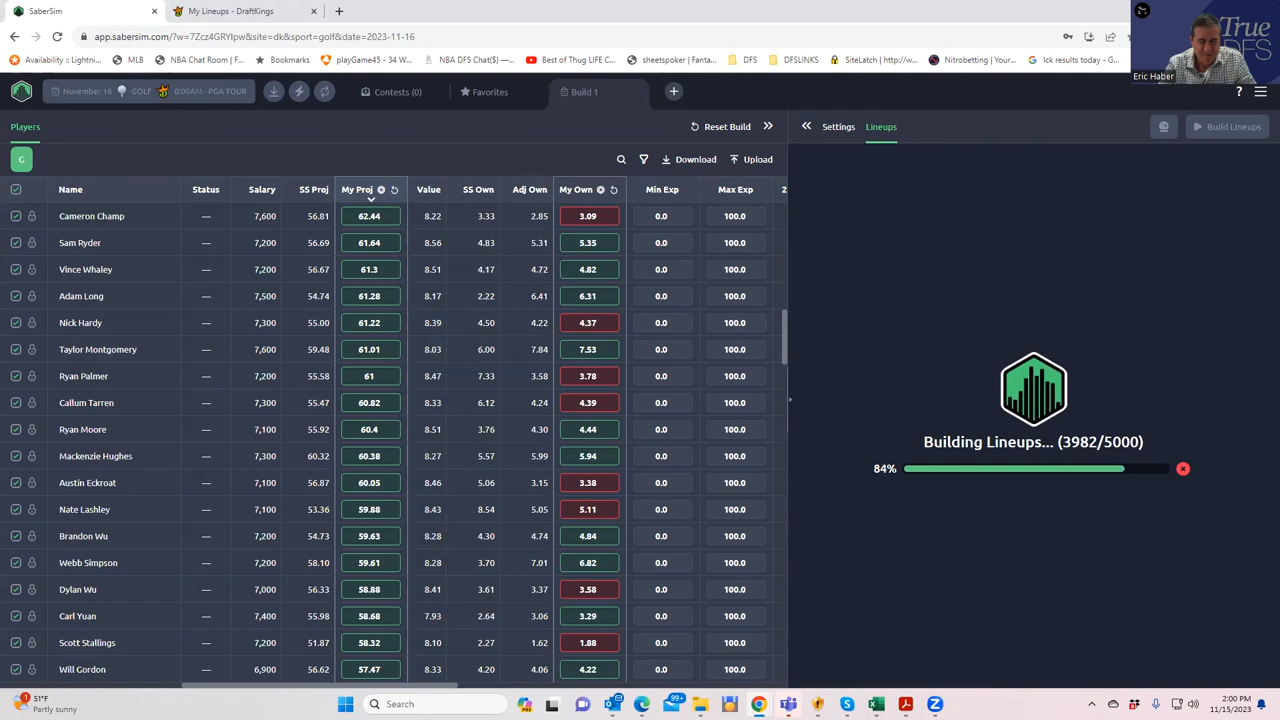 SaberSim
My Lineups - DraftKings
app.sabersim.com/?w=7Zcz4GRYIpw&site=dk&sport=golf&date=2023-11-16
Availability :: Lightni...
MLB
NBA Chat Room | F...
Bookmarks
playGame45 - 34 W...
NBA DFS Chat($)—...
Best of Thug LIFE C...
sheetspoker | Fanta...
DFS
DFSLINKS
SiteLatch | http://w...
Nitrobetting | Your...
Ick results today - G...
True
DFS
Eric Haber
November 16 GOLF 8:00AM - PGA TOUR
Contests (0)
Favorites
Build 1
Players
Reset Build
Settings
Lineups
Build Lineups
G
Download
Upload
Name Status Salary SS Proj My Proj Value SS Own Adj Own My Own Min Exp Max Exp 2
Cameron Champ — 7,600 56.81 62.44 8.22 3.33 2.85 3.09 0.0 100.0
Sam Ryder — 7,200 56.69 61.64 8.56 4.83 5.31 5.35 0.0 100.0
Vince Whaley — 7,200 56.67 61.3 8.51 4.17 4.72 4.82 0.0 100.0
Adam Long — 7,500 54.74 61.28 8.17 2.22 6.41 6.31 0.0 100.0
Nick Hardy — 7,300 55.00 61.22 8.39 4.50 4.22 4.37 0.0 100.0
Taylor Montgomery — 7,600 59.48 61.01 8.03 6.00 7.84 7.53 0.0 100.0
Ryan Palmer — 7,200 55.58 61 8.47 7.33 3.58 3.78 0.0 100.0
Callum Tarren — 7,300 55.47 60.82 8.33 6.12 4.24 4.39 0.0 100.0
Ryan Moore — 7,100 55.92 60.4 8.51 3.76 4.30 4.44 0.0 100.0
Mackenzie Hughes — 7,300 60.32 60.38 8.27 5.57 5.99 5.94 0.0 100.0
Austin Eckroat — 7,100 56.87 60.05 8.46 5.06 3.15 3.38 0.0 100.0
Nate Lashley — 7,100 53.36 59.88 8.43 8.54 5.05 5.11 0.0 100.0
Brandon Wu — 7,200 54.73 59.63 8.28 4.30 4.74 4.84 0.0 100.0
Webb Simpson — 7,200 58.10 59.61 8.28 3.70 7.01 6.82 0.0 100.0
Dylan Wu — 7,000 56.33 58.88 8.41 3.61 3.37 3.58 0.0 100.0
Carl Yuan — 7,400 55.98 58.68 7.93 2.64 3.06 3.29 0.0 100.0
Scott Stallings — 7,200 51.87 58.32 8.10 2.27 1.62 1.88 0.0 100.0
Will Gordon — 6,900 56.62 57.47 8.33 4.20 4.06 4.22 0.0 100.0
Building Lineups... (3982/5000)
84%
1
51°F
Partly sunny
Search
PRE
99+
2:00 PM
11/15/2023